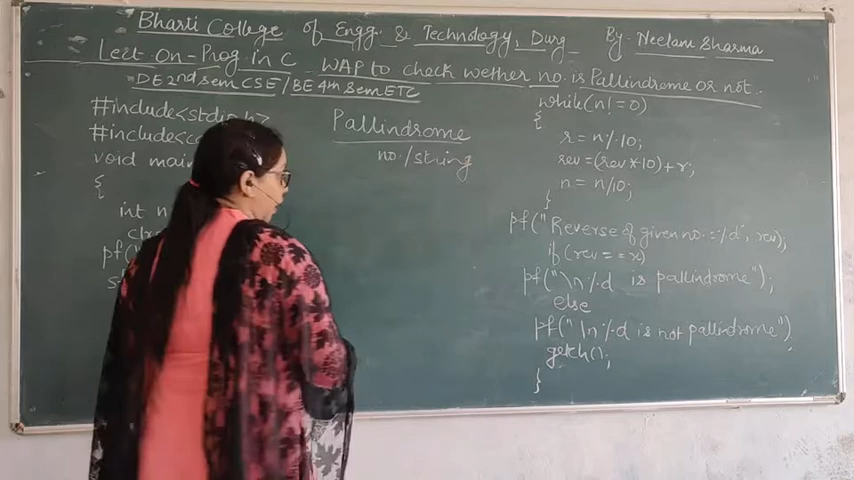 Bharti College of Engg. & Technology, Durg By - Neelam Sharma
Lect On - Prog in C WAP to check wether no. is Pallindrome or not.
DE 2nd sem CSE / BE 4th sem ETC
#include<stdio.h>
#include<co
void main
{
int n
clr
pf("
s
Pallindrome
no./string
while(n!=0)
{
r = n%10;
rev=(rev*10)+r;
n = n/10;
}
pf("Reverse of given no. =%d", rev);
if (rev==x)
pf("\n%d is pallindrome");
else
pf("\n%d is not pallindrome")
getch();
}